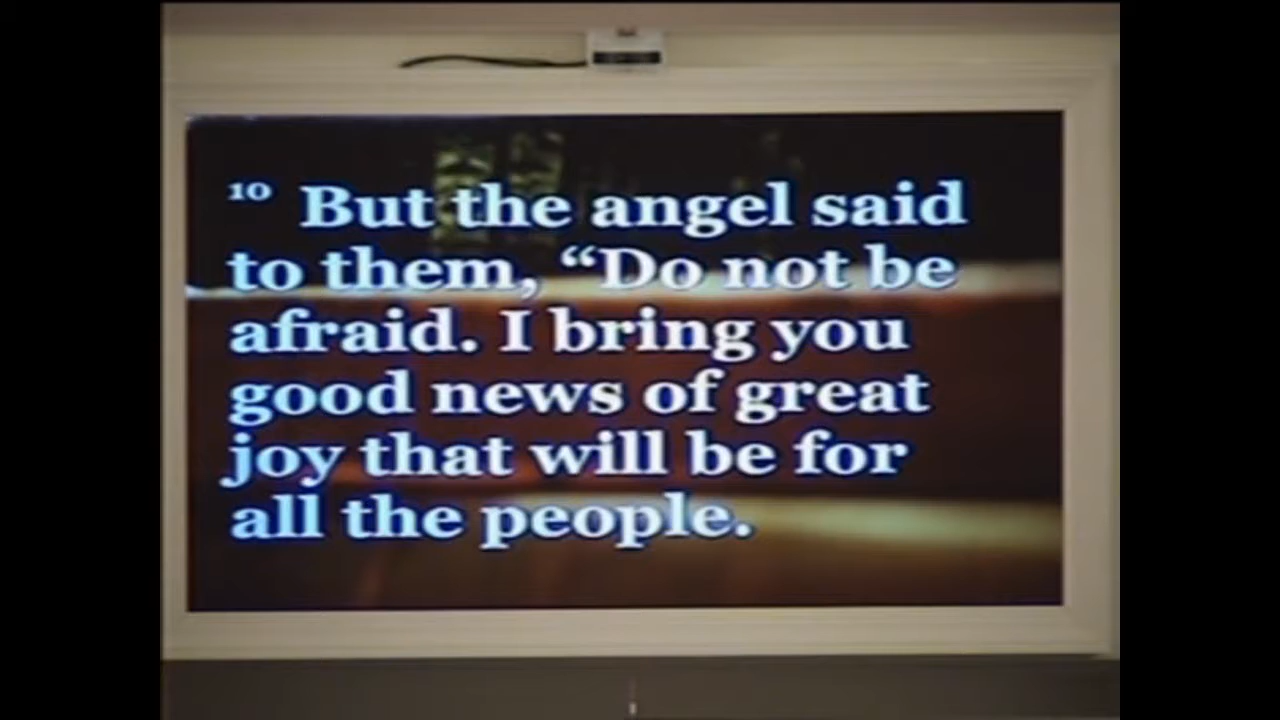 10 But the angel said
to them, “Do not be
afraid. I bring you
good news of great
joy that will be for
all the people.